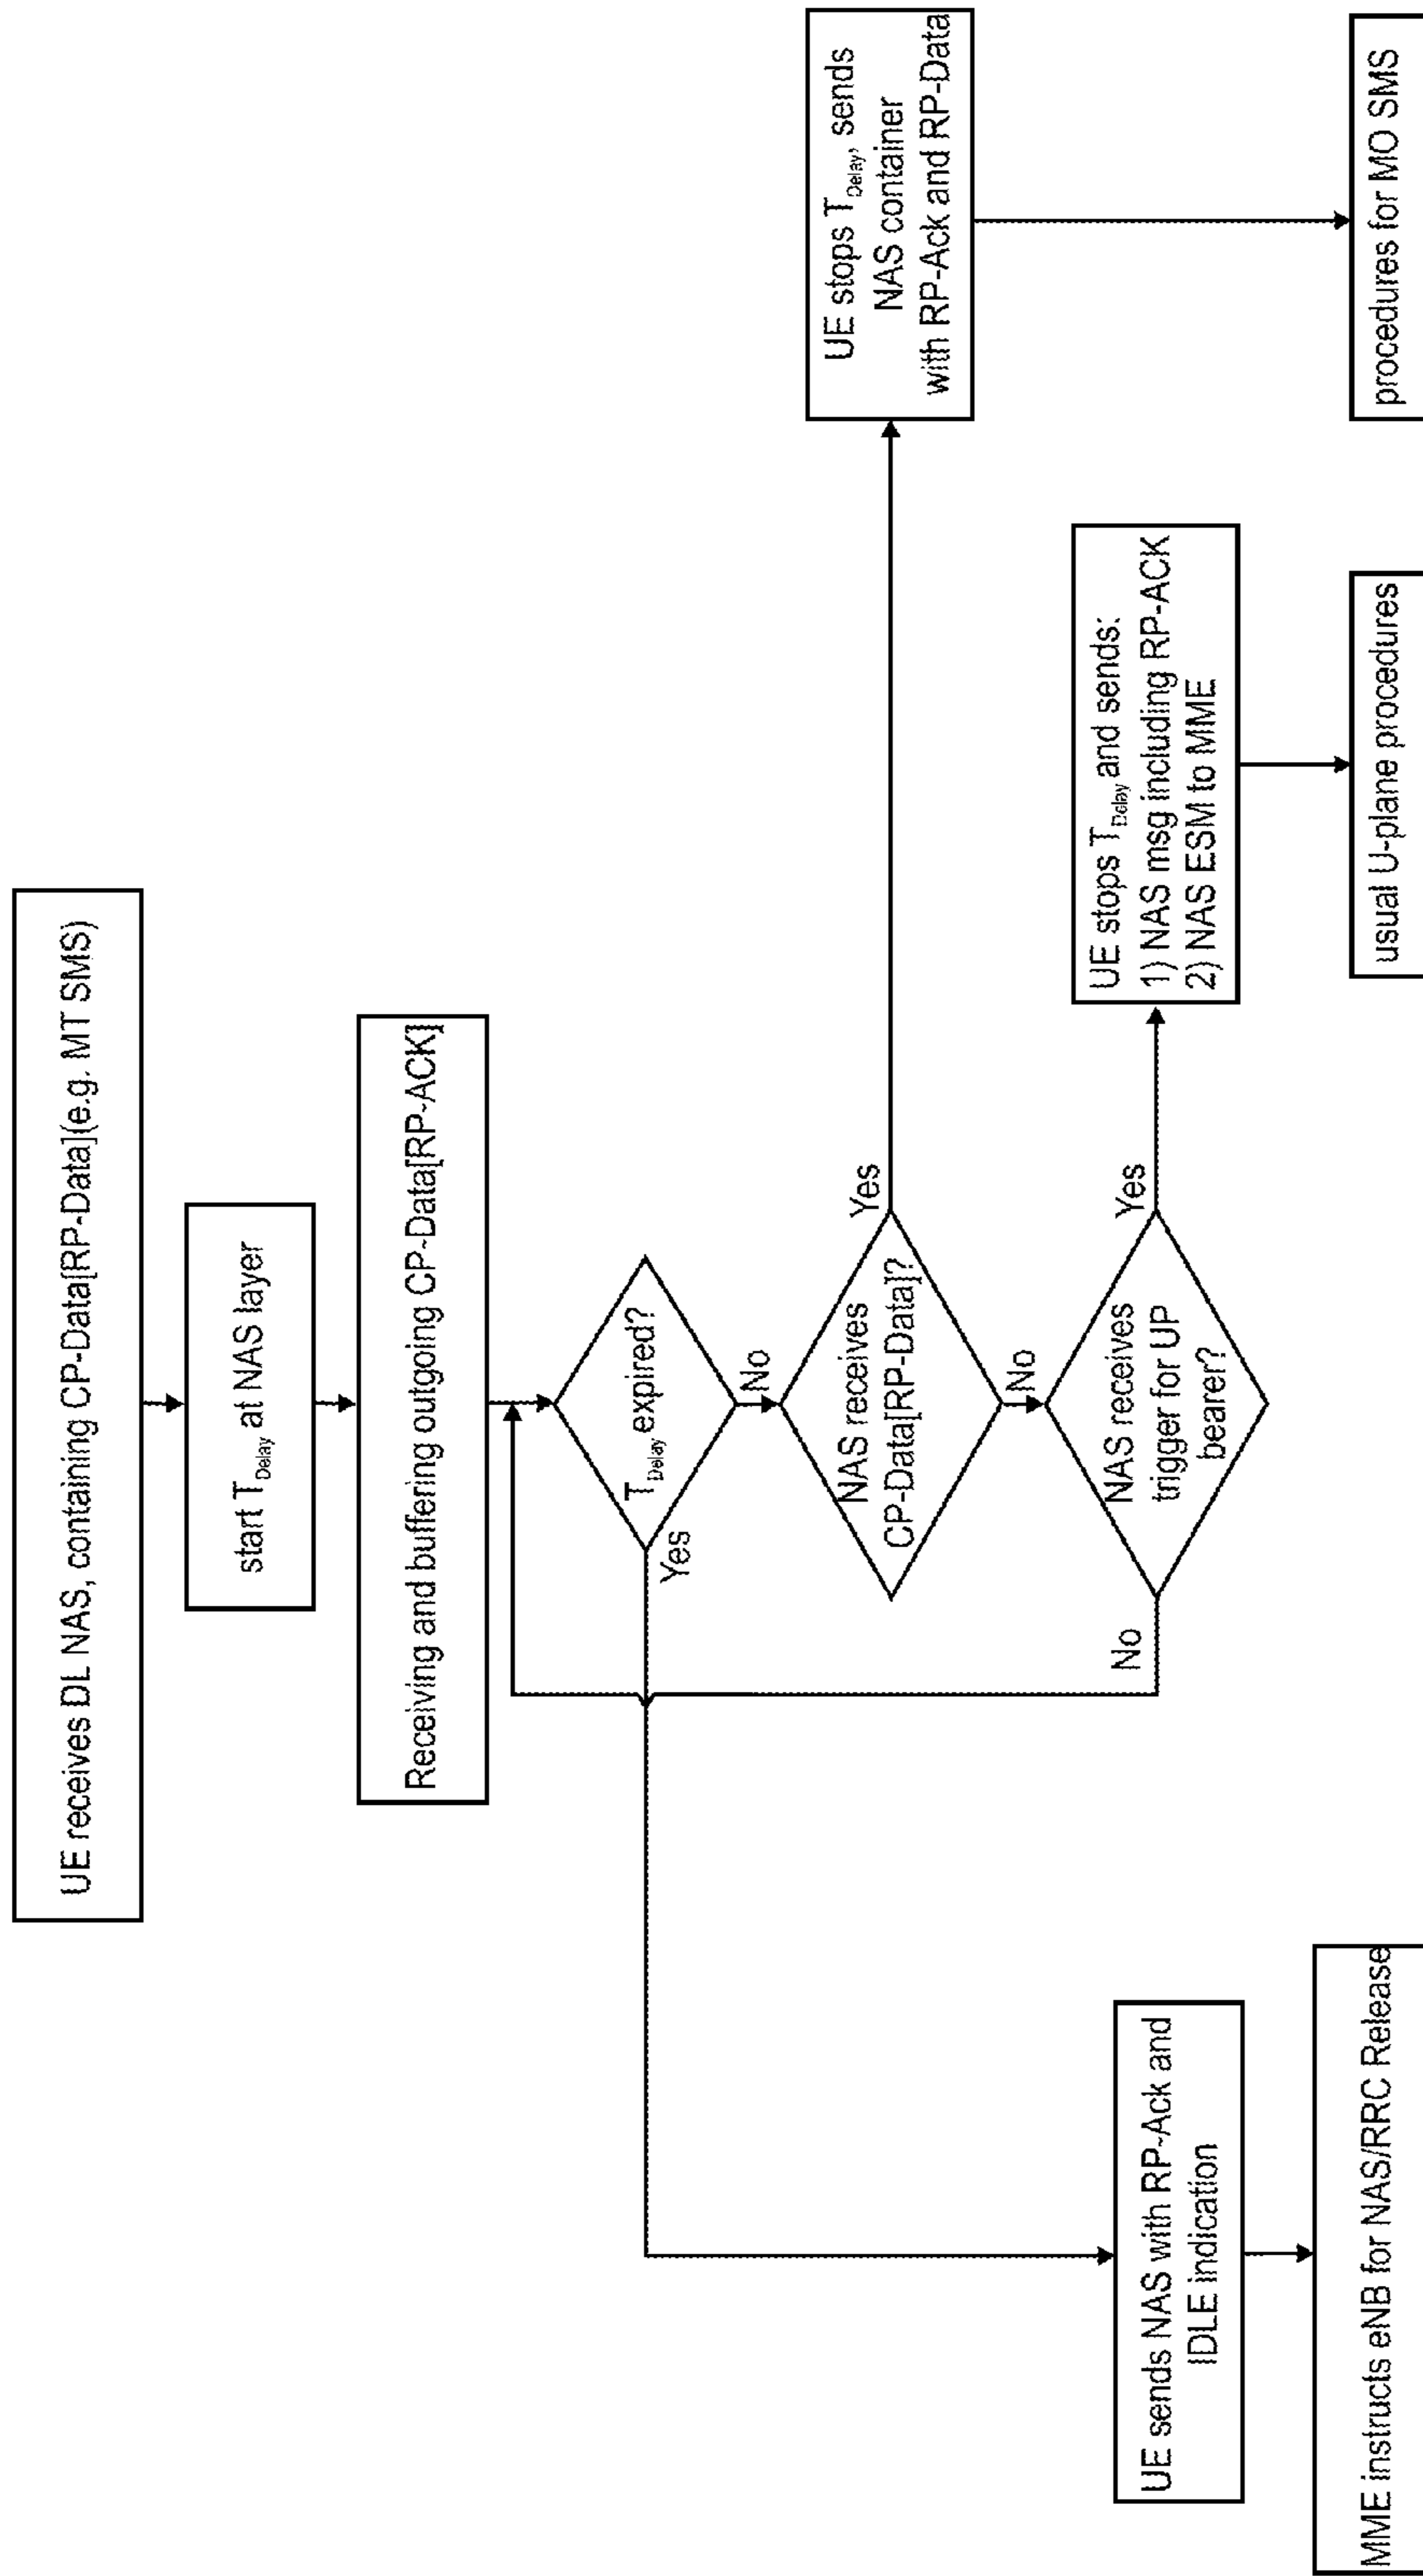 UE receives DL NAS, containing CP-Data[RP-Data](e.g. MT SMS)
start T_Delay at NAS layer
Receiving and buffering outgoing CP-Data[RP-ACK]
T_Delay expired?
Yes
No
NAS receives
CP-Data[RP-Data]?
Yes
No
NAS receives
trigger for UP
bearer?
Yes
No
UE stops T_Delay, sends
NAS container
with RP-Ack and RP-Data
procedures for MO SMS
UE stops T_Delay and sends:
1) NAS msg including RP-ACK
2) NAS ESM to MME
usual U-plane procedures
UE sends NAS with RP-Ack and
IDLE indication
MME instructs eNB for NAS/RRC Release